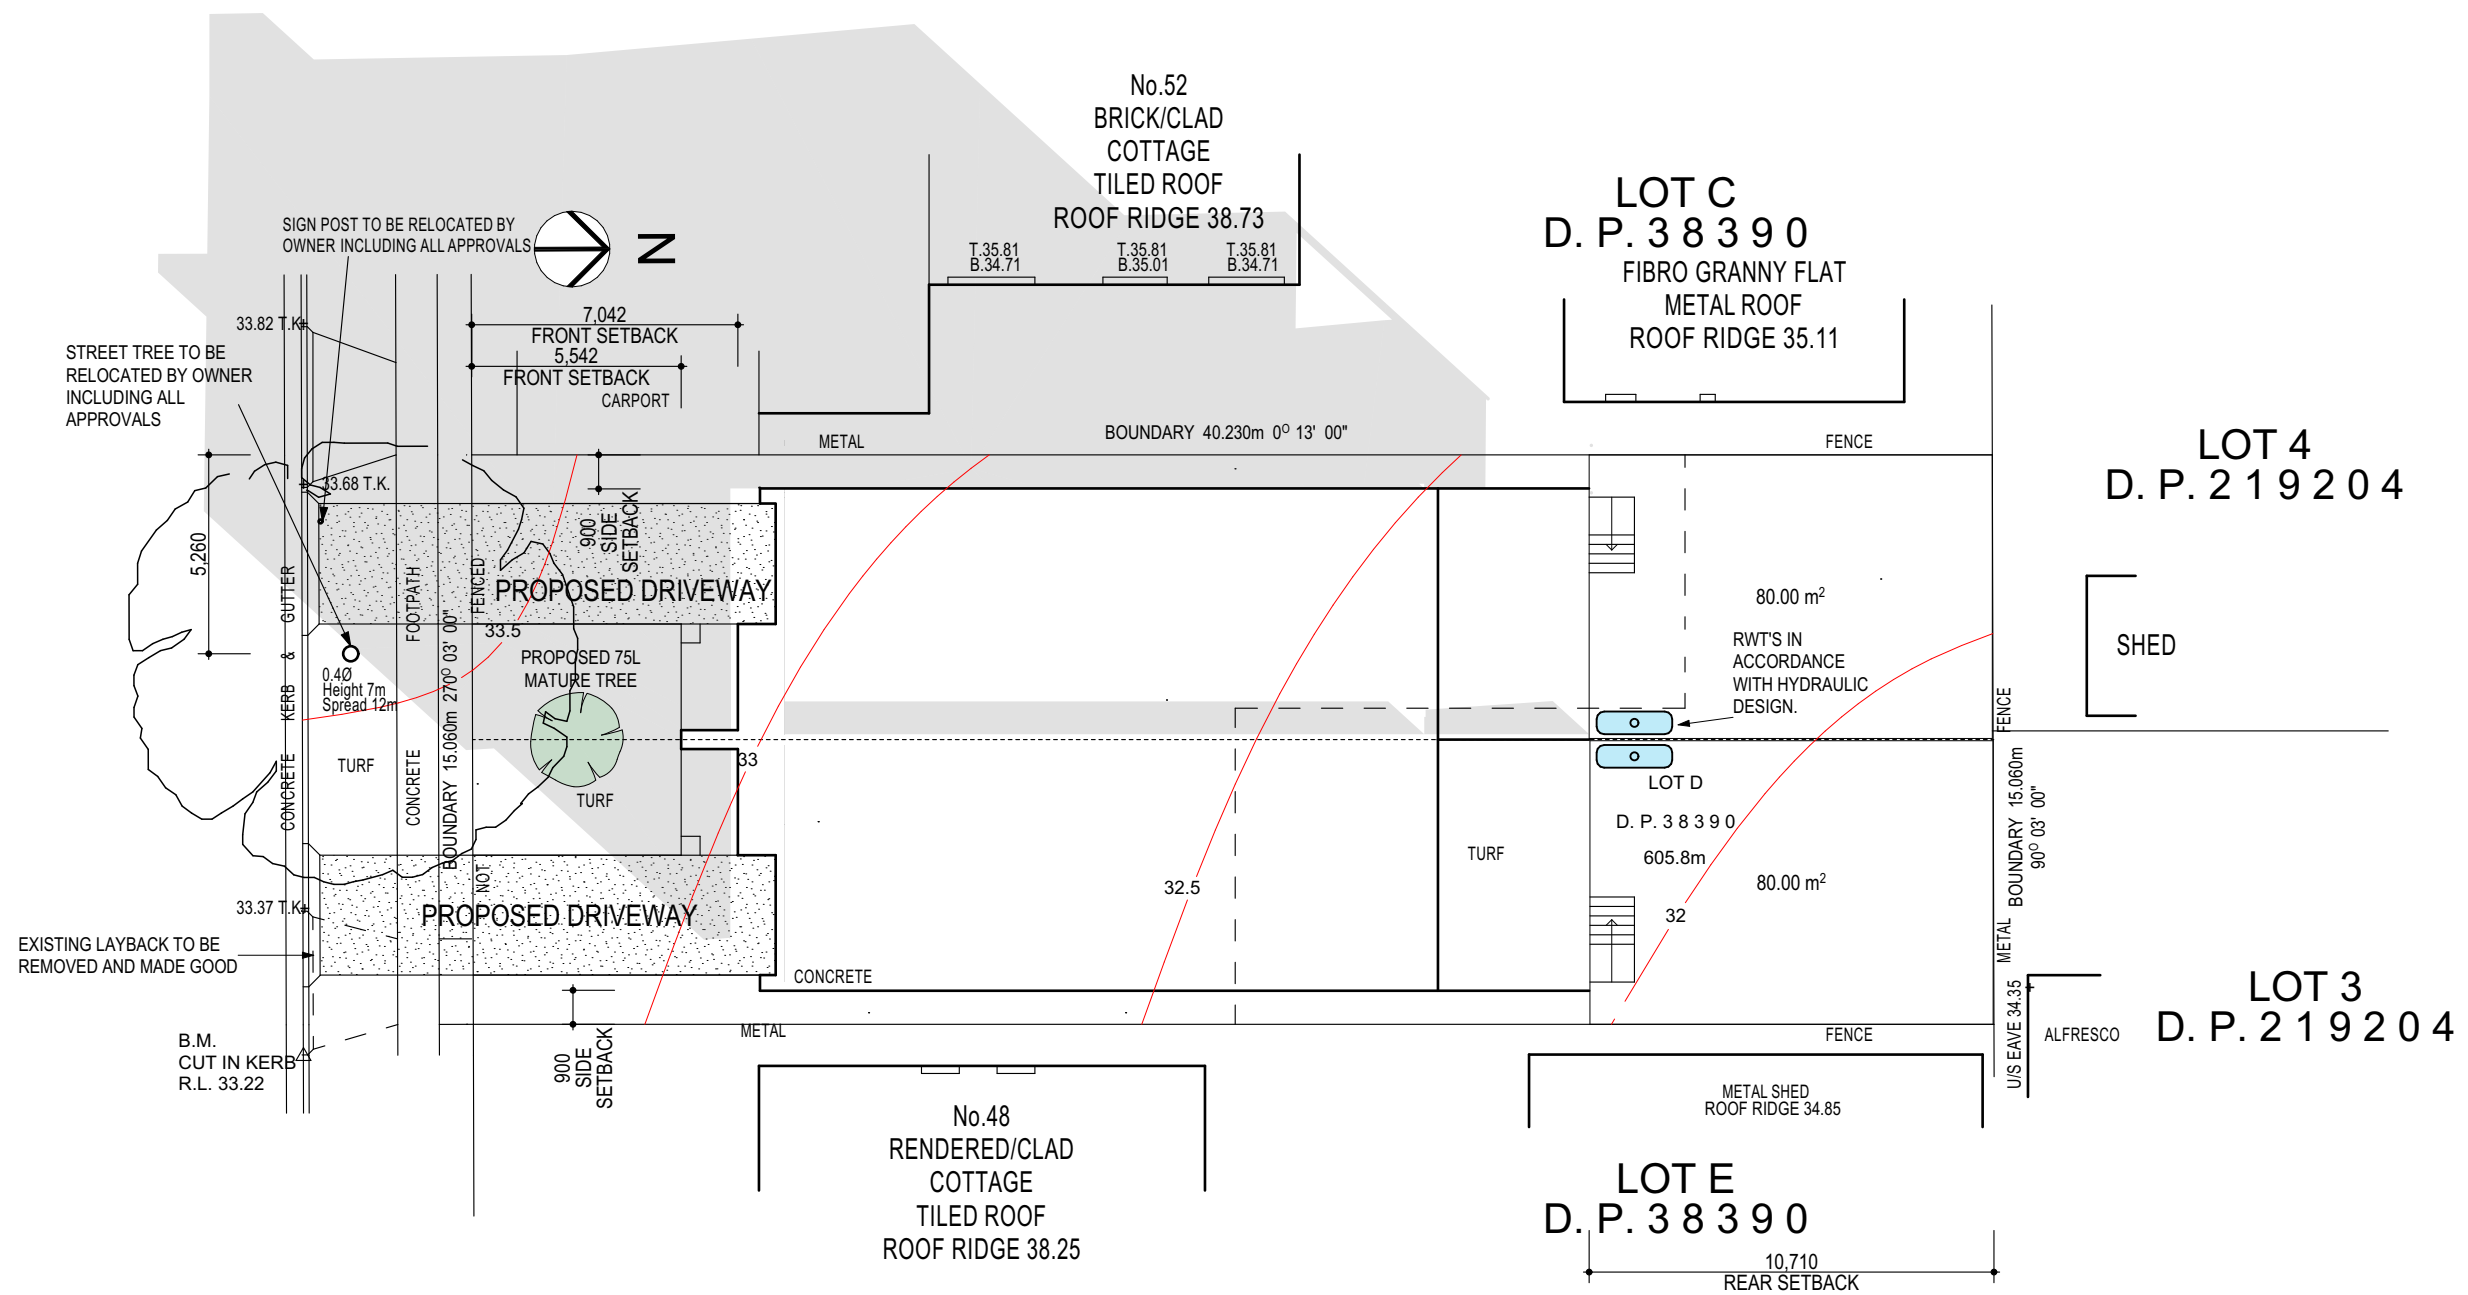 No.52
BRICK/CLAD
COTTAGE
TILED ROOF
ROOF RIDGE 38.73
T.35.81
B.34.71
T.35.81
B.35.01
T.35.81
B.34.71
LOT C
D. P. 3 8 3 9 0
FIBRO GRANNY FLAT
METAL ROOF
ROOF RIDGE 35.11
SIGN POST TO BE RELOCATED BY
OWNER INCLUDING ALL APPROVALS
N
33.82 T.K
7,042
FRONT SETBACK
5,542
FRONT SETBACK
CARPORT
STREET TREE TO BE
RELOCATED BY OWNER
INCLUDING ALL
APPROVALS
METAL
BOUNDARY 40.230m 0⁰ 13' 00"
FENCE
LOT 4
D. P. 2 1 9 2 0 4
33.68 T.K.
5,260
900
SIDE
SETBACK
PROPOSED DRIVEWAY
CONCRETE KERB & GUTTER
CONCRETE FOOTPATH
BOUNDARY 15.060m 270⁰ 03' 00"
NOT FENCED
33.5
80.00 m²
SHED
PROPOSED 75L
MATURE TREE
0.4Ø
Height 7m
Spread 12m
RWT'S IN
ACCORDANCE
WITH HYDRAULIC
DESIGN.
METAL FENCE
TURF
33
TURF
LOT D
D. P. 3 8 3 9 0
605.8m
BOUNDARY 15.060m
90⁰ 03' 00"
TURF
32.5
80.00 m²
33.37 T.K
PROPOSED DRIVEWAY
32
EXISTING LAYBACK TO BE
REMOVED AND MADE GOOD
CONCRETE
LOT 3
D. P. 2 1 9 2 0 4
U/S EAVE 34.35
ALFRESCO
B.M.
CUT IN KERB
R.L. 33.22
METAL
FENCE
900
SIDE
SETBACK
METAL SHED
ROOF RIDGE 34.85
No.48
RENDERED/CLAD
COTTAGE
TILED ROOF
ROOF RIDGE 38.25
LOT E
D. P. 3 8 3 9 0
10,710
REAR SETBACK